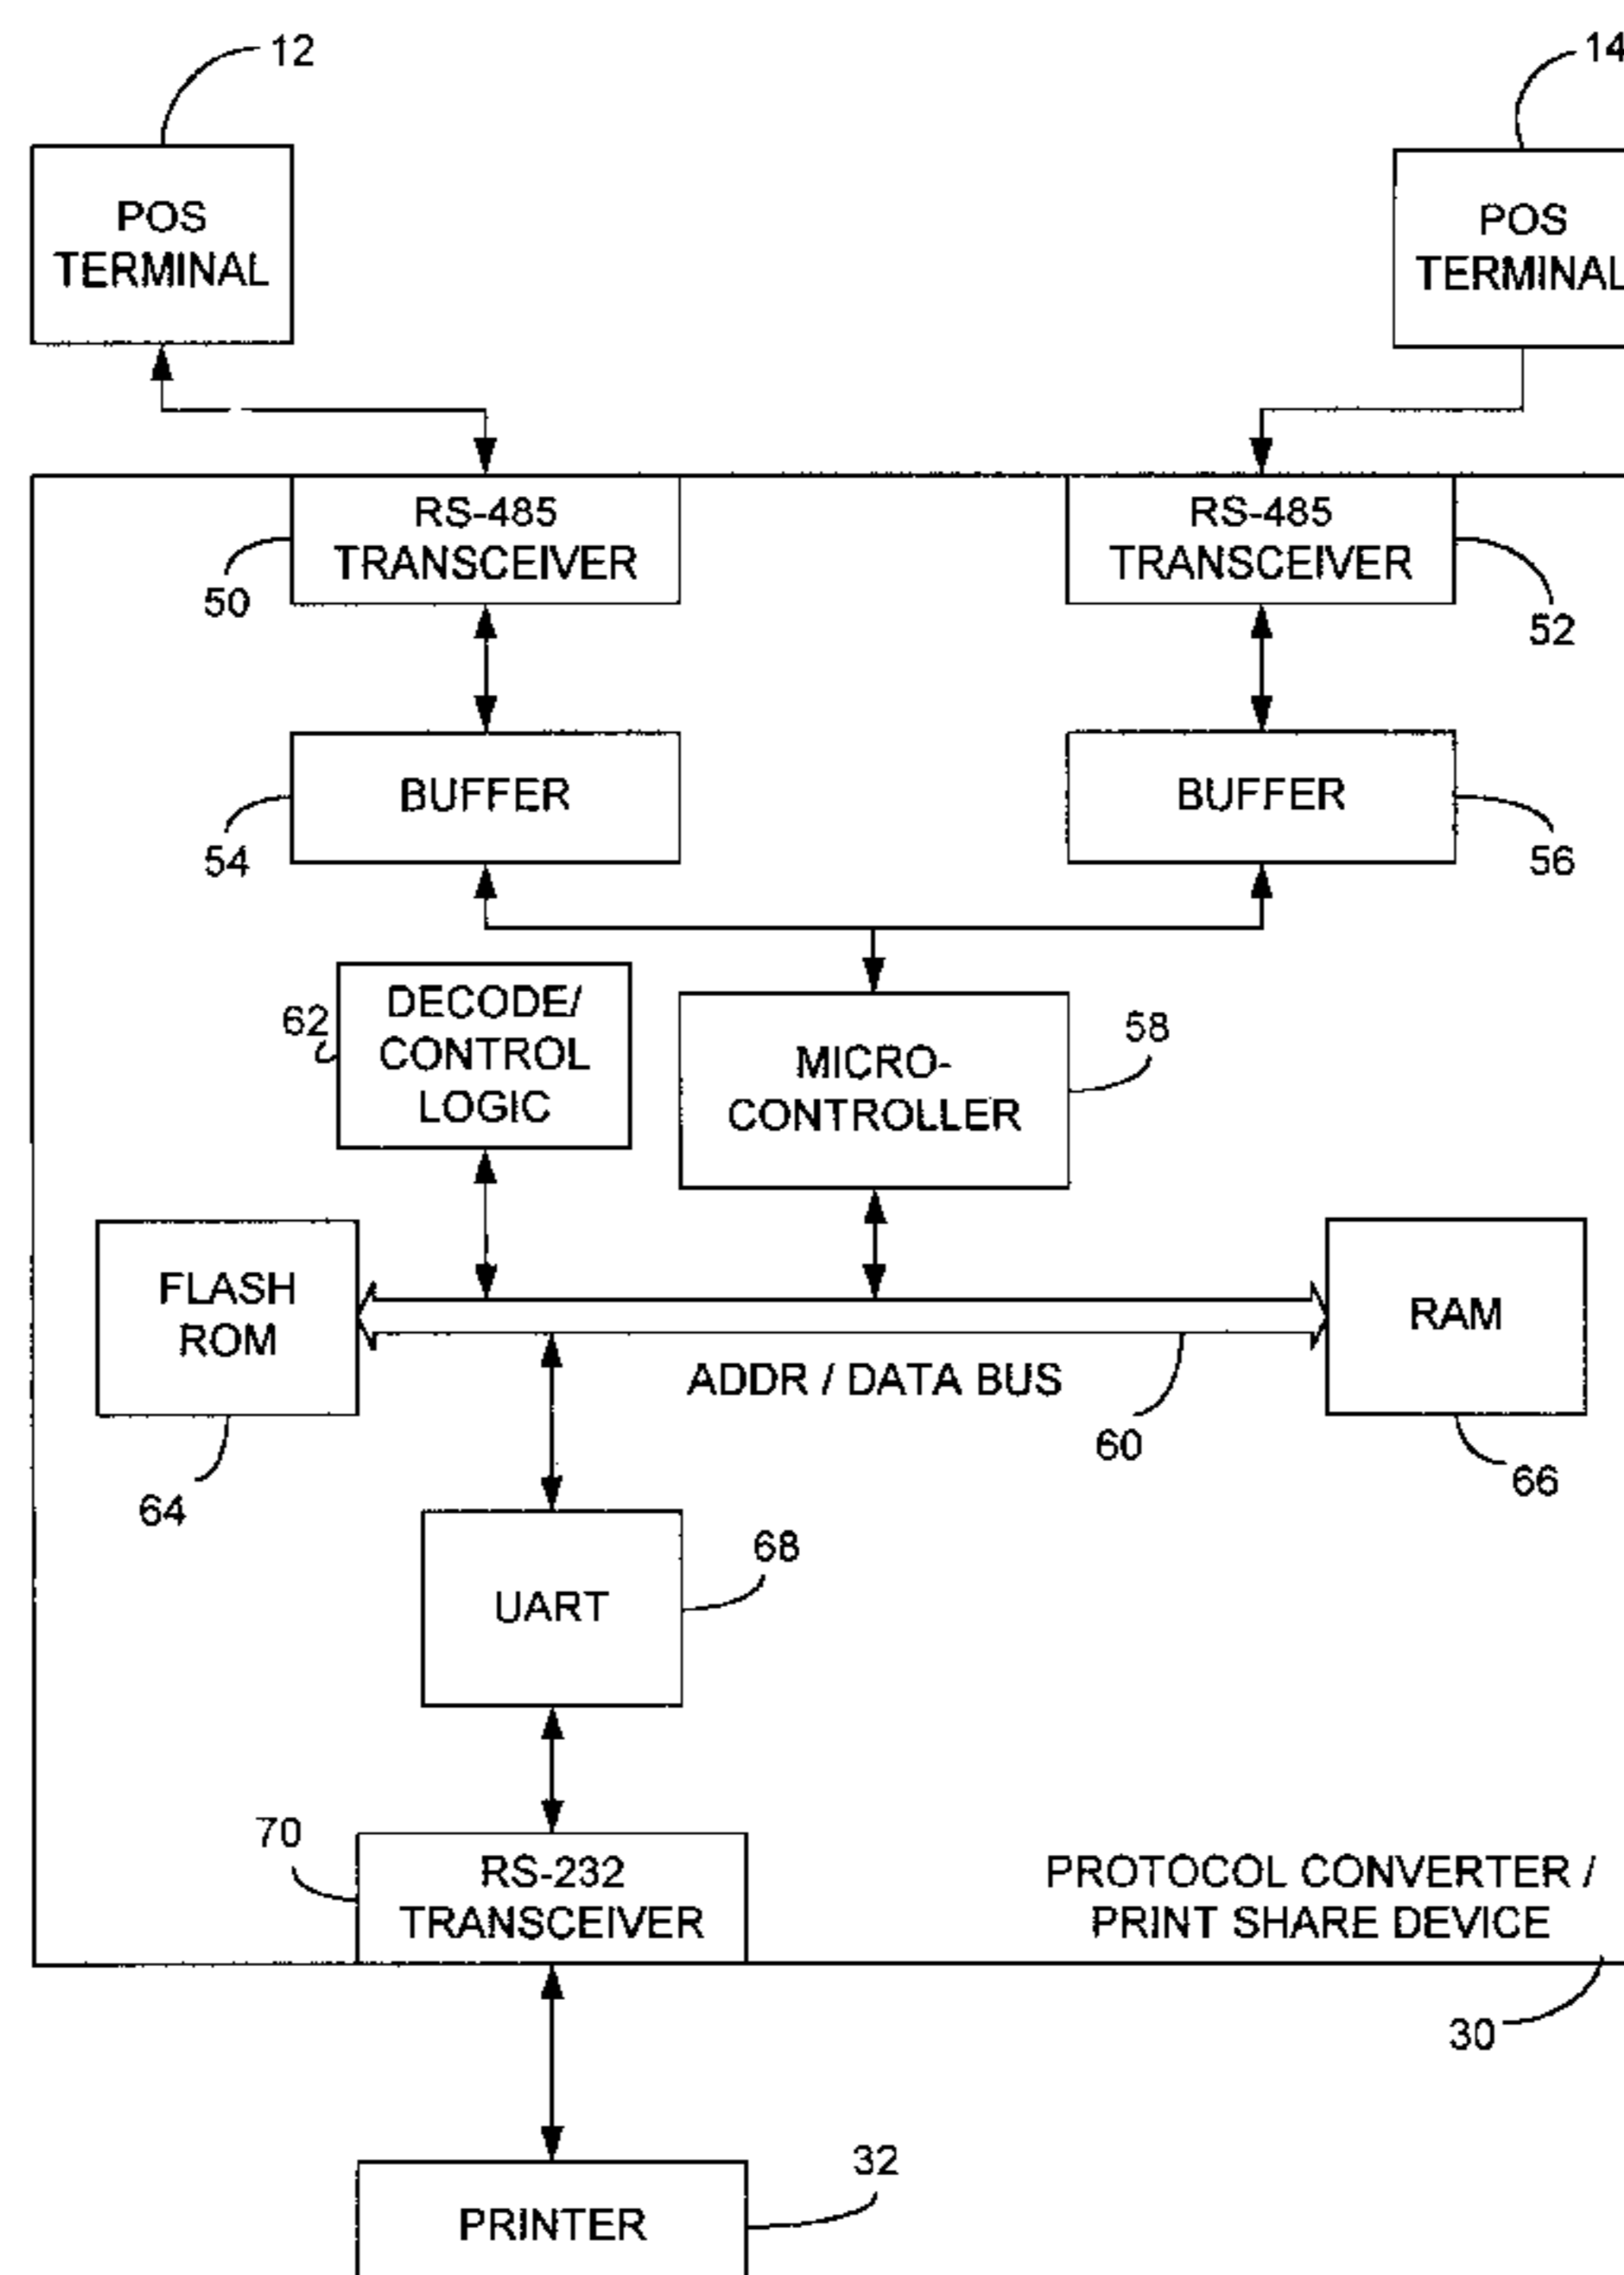 12
14
POS
TERMINAL
POS
TERMINAL
RS-485
TRANSCEIVER
50
RS-485
TRANSCEIVER
52
BUFFER
54
BUFFER
56
DECODE/
CONTROL
LOGIC
62
MICRO-
CONTROLLER
58
FLASH
ROM
64
RAM
66
ADDR / DATA BUS
60
UART
68
70
RS-232
TRANSCEIVER
PROTOCOL CONVERTER /
PRINT SHARE DEVICE
30
32
PRINTER